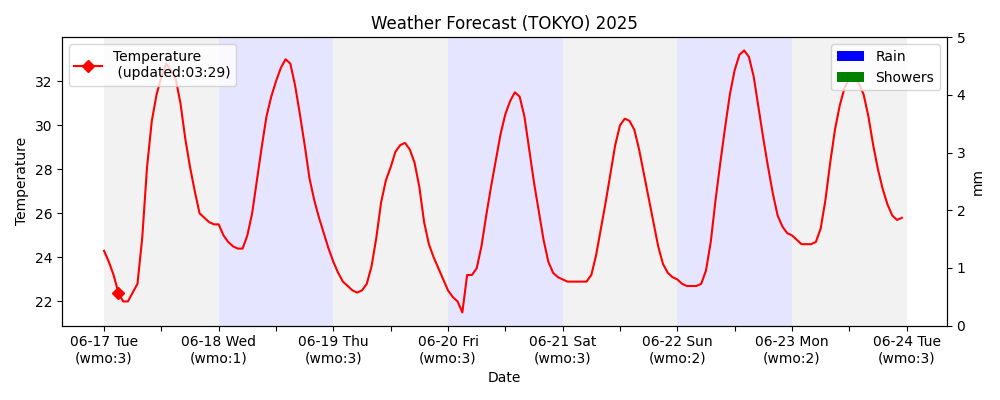 Weather Forecast (TOKYO) 2025
Temperature
(updated:03:29)
Rain
Showers
Temperature
32
30
28
26
24
22
5
4
3
2
1
0
mm
06-17 Tue
(wmo:3)
06-18 Wed
(wmo:1)
06-19 Thu
(wmo:3)
06-20 Fri
(wmo:3)
06-21 Sat
(wmo:3)
06-22 Sun
(wmo:2)
06-23 Mon
(wmo:2)
06-24 Tue
(wmo:3)
Date